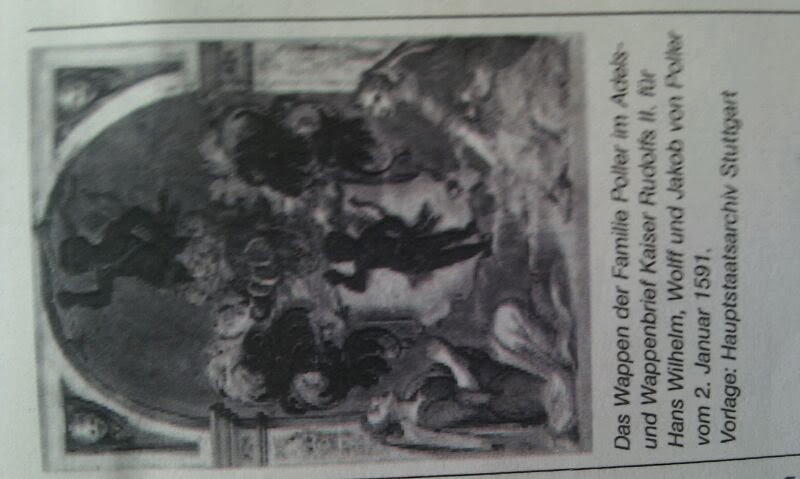 Das Wappen der Familie Poller im Adels-
und Wappenbrief Kaiser Rudolfs II. für
Hans Wilhelm, Wolff und Jakob von Poller
vom 2. Januar 1591.
Vorlage: Hauptstaatsarchiv Stuttgart